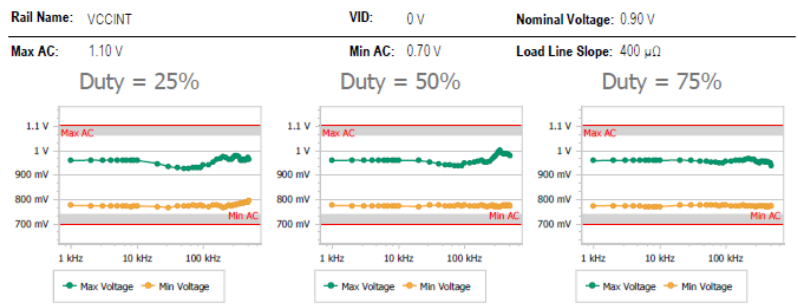 Rail Name: VCCINT VID: 0 V Nominal Voltage: 0.90 V
Max AC: 1.10 V Min AC: 0.70 V Load Line Slope: 400 µΩ
Duty = 25%
1.1 V
1 V
900 mV
800 mV
700 mV
Max AC
Min AC
1 kHz 10 kHz 100 kHz
Max Voltage Min Voltage
Duty = 50%
1.1 V
1 V
900 mV
800 mV
700 mV
Max AC
Min AC
1 kHz 10 kHz 100 kHz
Max Voltage Min Voltage
Duty = 75%
1.1 V
1 V
900 mV
800 mV
700 mV
Max AC
Min AC
1 kHz 10 kHz 100 kHz
Max Voltage Min Voltage